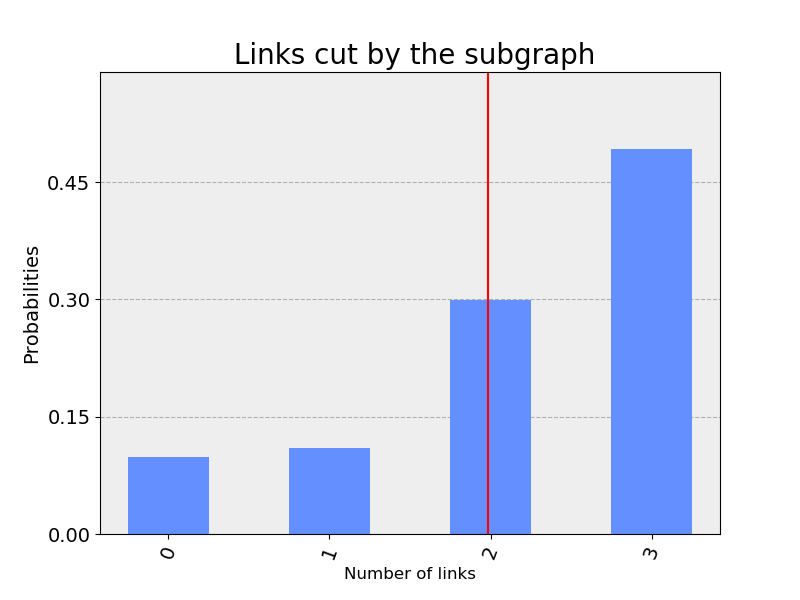 Links cut by the subgraph
Probabilities
0.45
0.30
0.15
0.00
0
1
2
3
Number of links